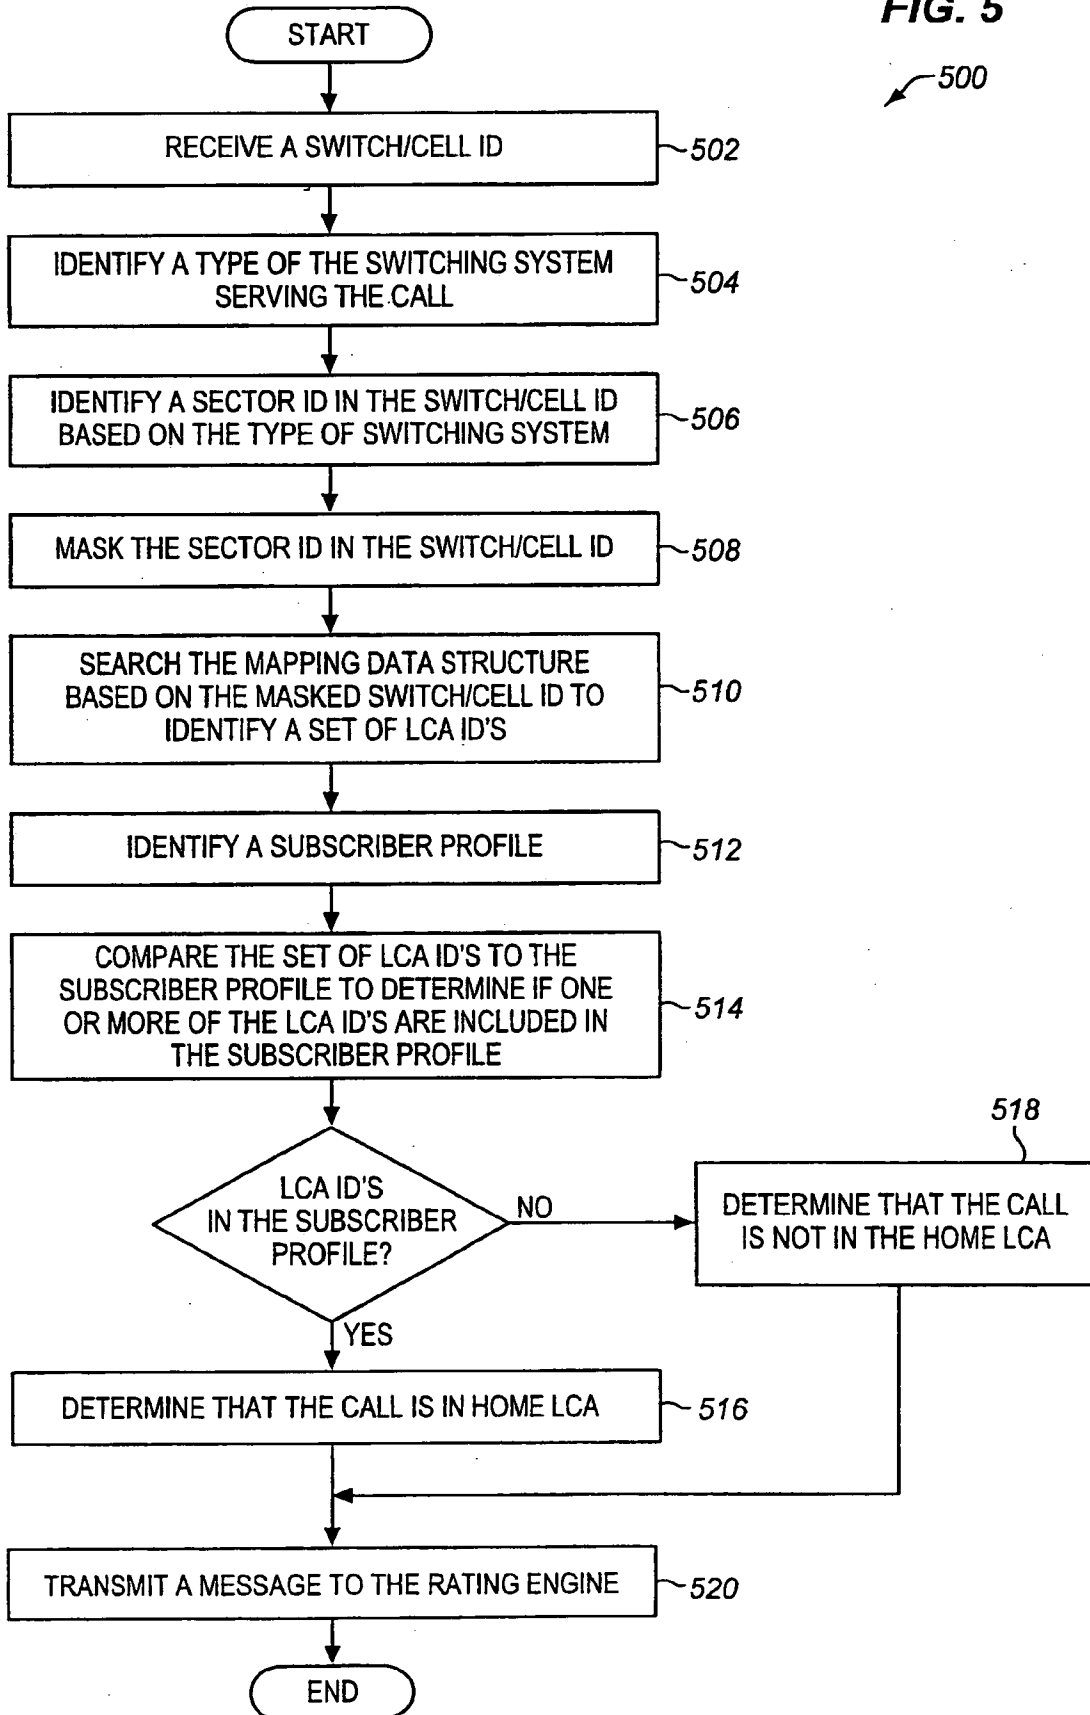 FIG. 5
START
500
RECEIVE A SWITCH/CELL ID
502
IDENTIFY A TYPE OF THE SWITCHING SYSTEM
SERVING THE CALL
504
IDENTIFY A SECTOR ID IN THE SWITCH/CELL ID
BASED ON THE TYPE OF SWITCHING SYSTEM
506
MASK THE SECTOR ID IN THE SWITCH/CELL ID
508
SEARCH THE MAPPING DATA STRUCTURE
BASED ON THE MASKED SWITCH/CELL ID TO
IDENTIFY A SET OF LCA ID'S
510
IDENTIFY A SUBSCRIBER PROFILE
512
COMPARE THE SET OF LCA ID'S TO THE
SUBSCRIBER PROFILE TO DETERMINE IF ONE
OR MORE OF THE LCA ID'S ARE INCLUDED IN
THE SUBSCRIBER PROFILE
514
LCA ID'S
IN THE SUBSCRIBER
PROFILE?
NO
518
DETERMINE THAT THE CALL
IS NOT IN THE HOME LCA
YES
DETERMINE THAT THE CALL IS IN HOME LCA
516
TRANSMIT A MESSAGE TO THE RATING ENGINE
520
END